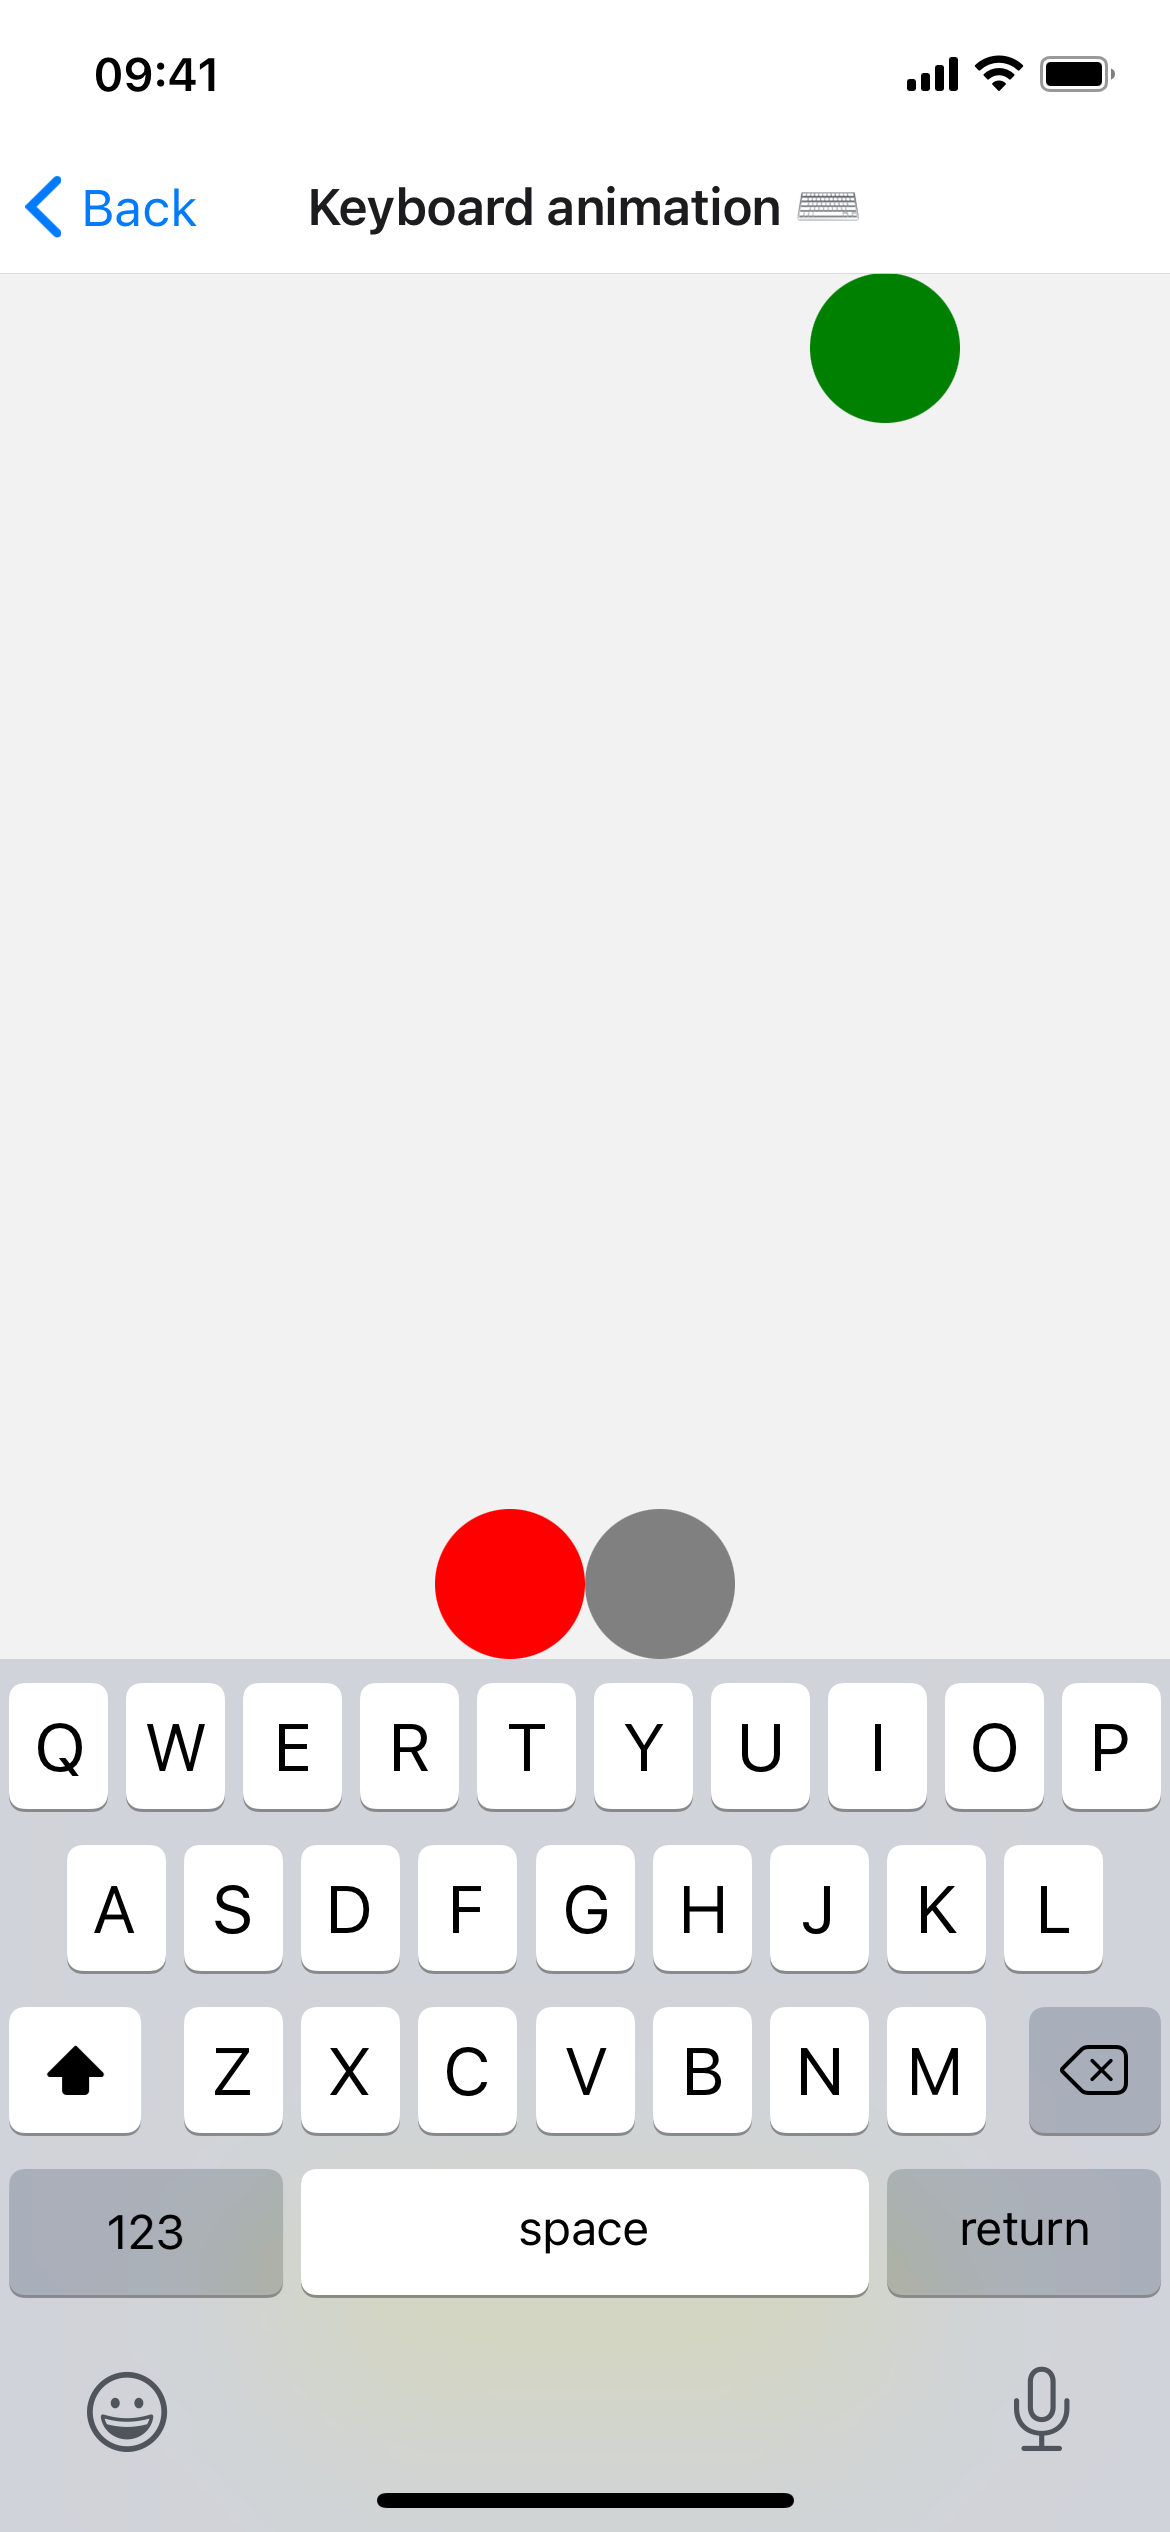 09:41
Back Keyboard animation ⌨️
Q W E R T Y U I O P
A S D F G H J K L
Z X C V B N M
123 space return